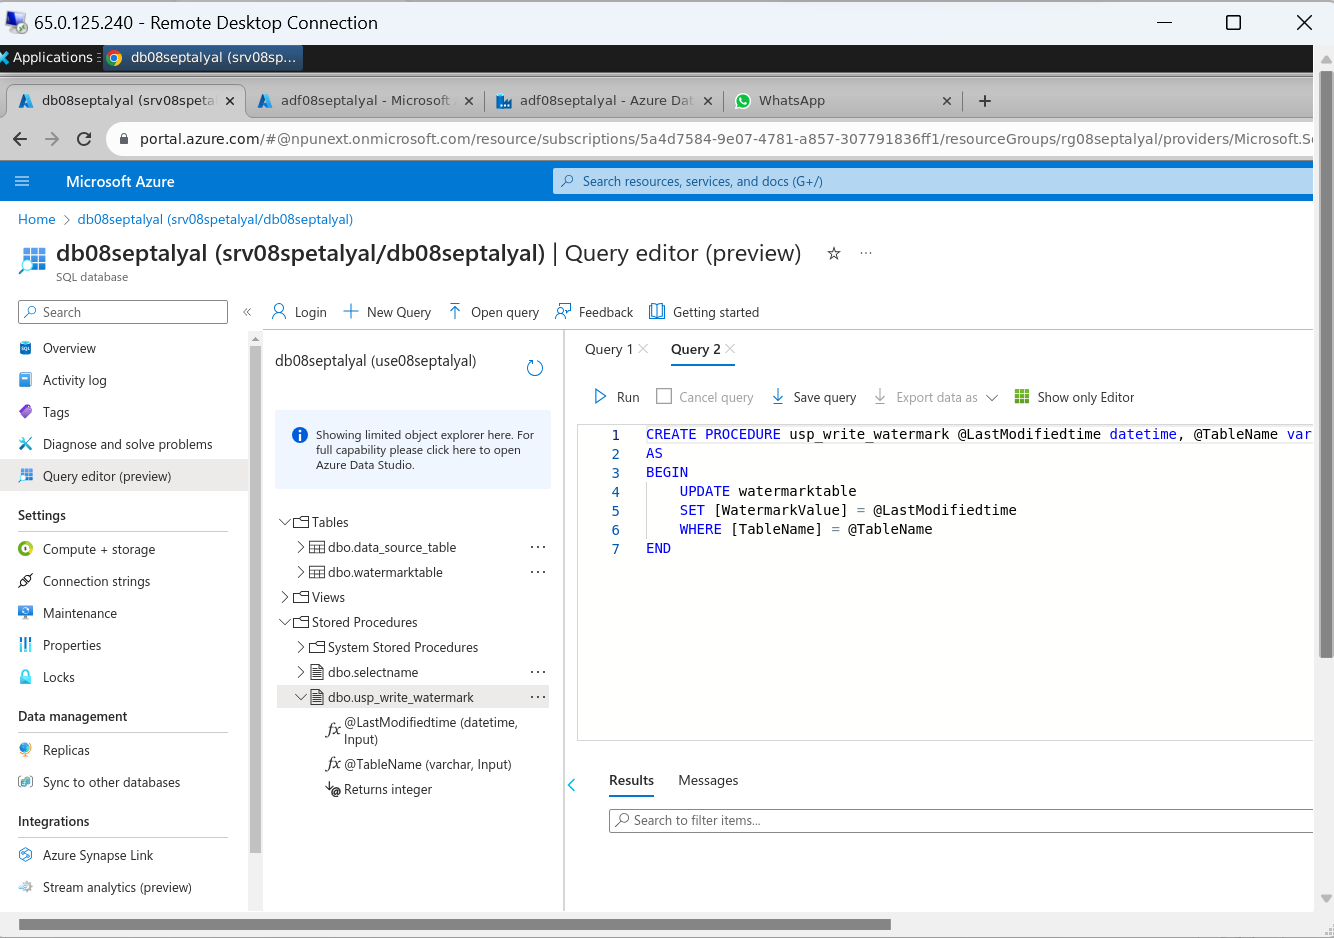 65.0.125.240 - Remote Desktop Connection
Applications
db08septalyal (srv08sp...
db08septalyal (srv08speta
adf08septalyal - Microsoft
adf08septalyal - Azure Dat
WhatsApp
portal.azure.com/#@npunext.onmicrosoft.com/resource/subscriptions/5a4d7584-9e07-4781-a857-307791836ff1/resourceGroups/rg08septalyal/providers/Microsoft.S
Microsoft Azure
Search resources, services, and docs (G+/)
Home > db08septalyal (srv08spetalyal/db08septalyal)
db08septalyal (srv08spetalyal/db08septalyal) | Query editor (preview)
SQL database
Search
Login
New Query
Open query
Feedback
Getting started
Overview
Activity log
Tags
Diagnose and solve problems
Query editor (preview)
Settings
Compute + storage
Connection strings
Maintenance
Properties
Locks
Data management
Replicas
Sync to other databases
Integrations
Azure Synapse Link
Stream analytics (preview)
db08septalyal (use08septalyal)
Showing limited object explorer here. For
full capability please click here to open
Azure Data Studio.
Tables
dbo.data_source_table
dbo.watermarktable
Views
Stored Procedures
System Stored Procedures
dbo.selectname
dbo.usp_write_watermark
@LastModifiedtime (datetime,
Input)
@TableName (varchar, Input)
Returns integer
Query 1
Query 2
Run
Cancel query
Save query
Export data as
Show only Editor
1 CREATE PROCEDURE usp_write_watermark @LastModifiedtime datetime, @TableName var
2 AS
3 BEGIN
4 UPDATE watermarktable
5 SET [WatermarkValue] = @LastModifiedtime
6 WHERE [TableName] = @TableName
7 END
Results
Messages
Search to filter items...